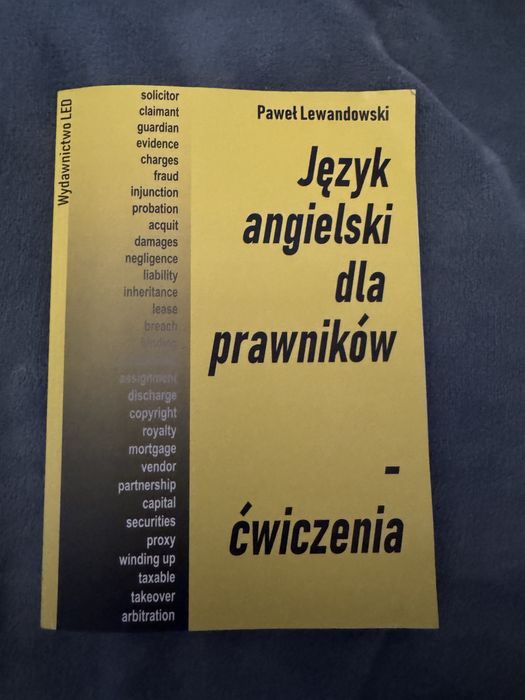 Wydawnictwo LED
solicitor
claimant
guardian
evidence
charges
fraud
injunction
probation
acquit
damages
negligence
liability
inheritance
lease
breach
assignment
discharge
copyright
royalty
mortgage
vendor
partnership
capital
securities
proxy
winding up
taxable
takeover
arbitration
Paweł Lewandowski
Język
angielski
dla
prawników
-
ćwiczenia